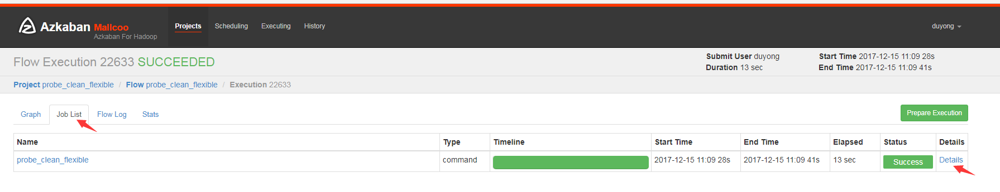 Azkaban Mallcoo
Azkaban For Hadoop
Projects Scheduling Executing History
duyong
Flow Execution 22633 SUCCEEDED
Submit User duyong
Duration 13 sec
Start Time 2017-12-15 11:09 28s
End Time 2017-12-15 11:09 41s
Project probe_clean_flexible / Flow probe_clean_flexible / Execution 22633
Graph Job List Flow Log Stats
Prepare Execution
Name Type Timeline Start Time End Time Elapsed Status Details
probe_clean_flexible command 2017-12-15 11:09 28s 2017-12-15 11:09 41s 13 sec Success Details